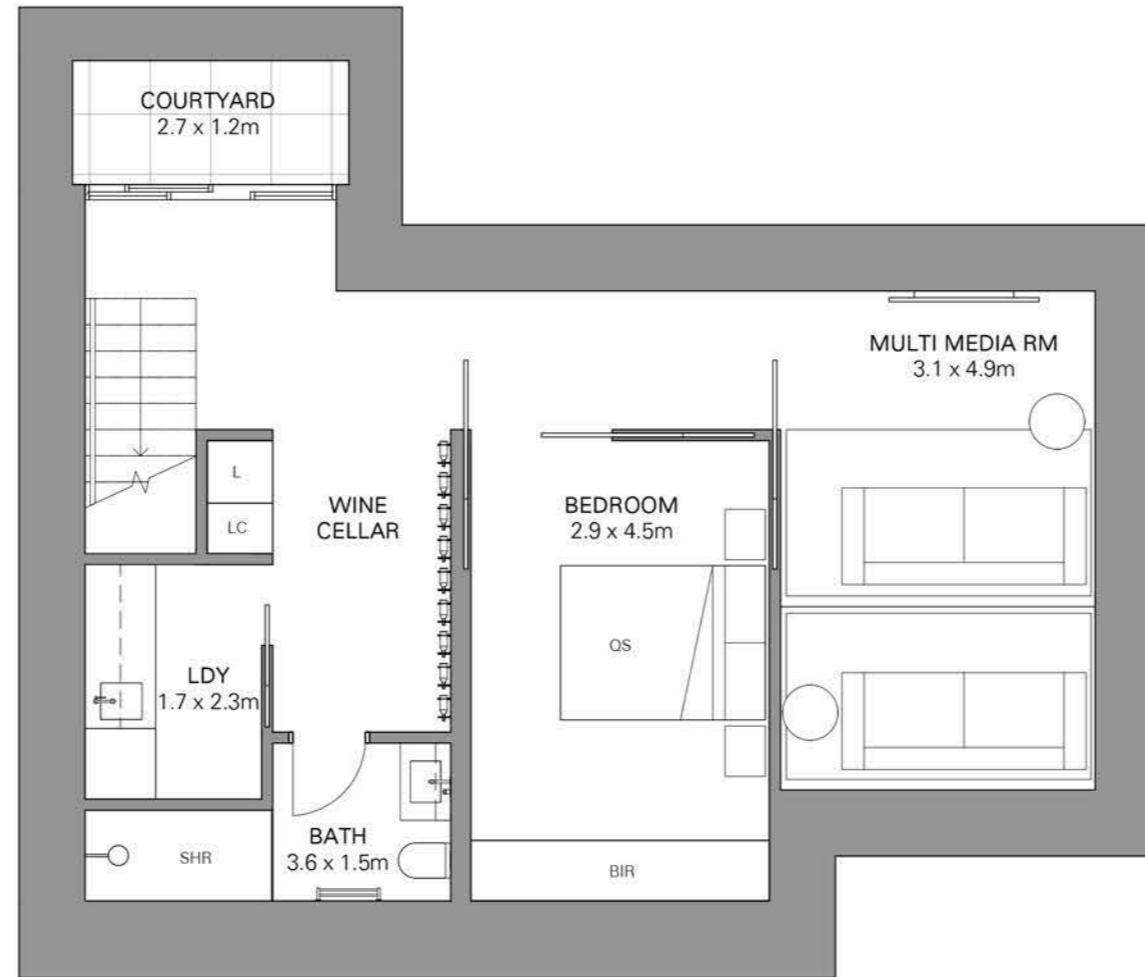 COURTYARD
2.7 x 1.2m
MULTI MEDIA RM
3.1 x 4.9m
L
LC
WINE
CELLAR
BEDROOM
2.9 x 4.5m
QS
LDY
1.7 x 2.3m
BATH
3.6 x 1.5m
SHR
BIR